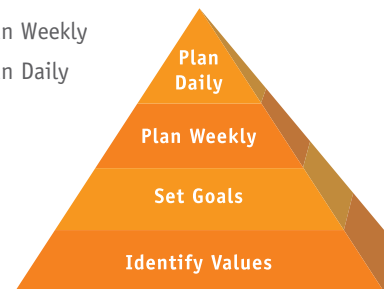 n Weekly
n Daily
Plan
Daily
Plan Weekly
Set Goals
Identify Values